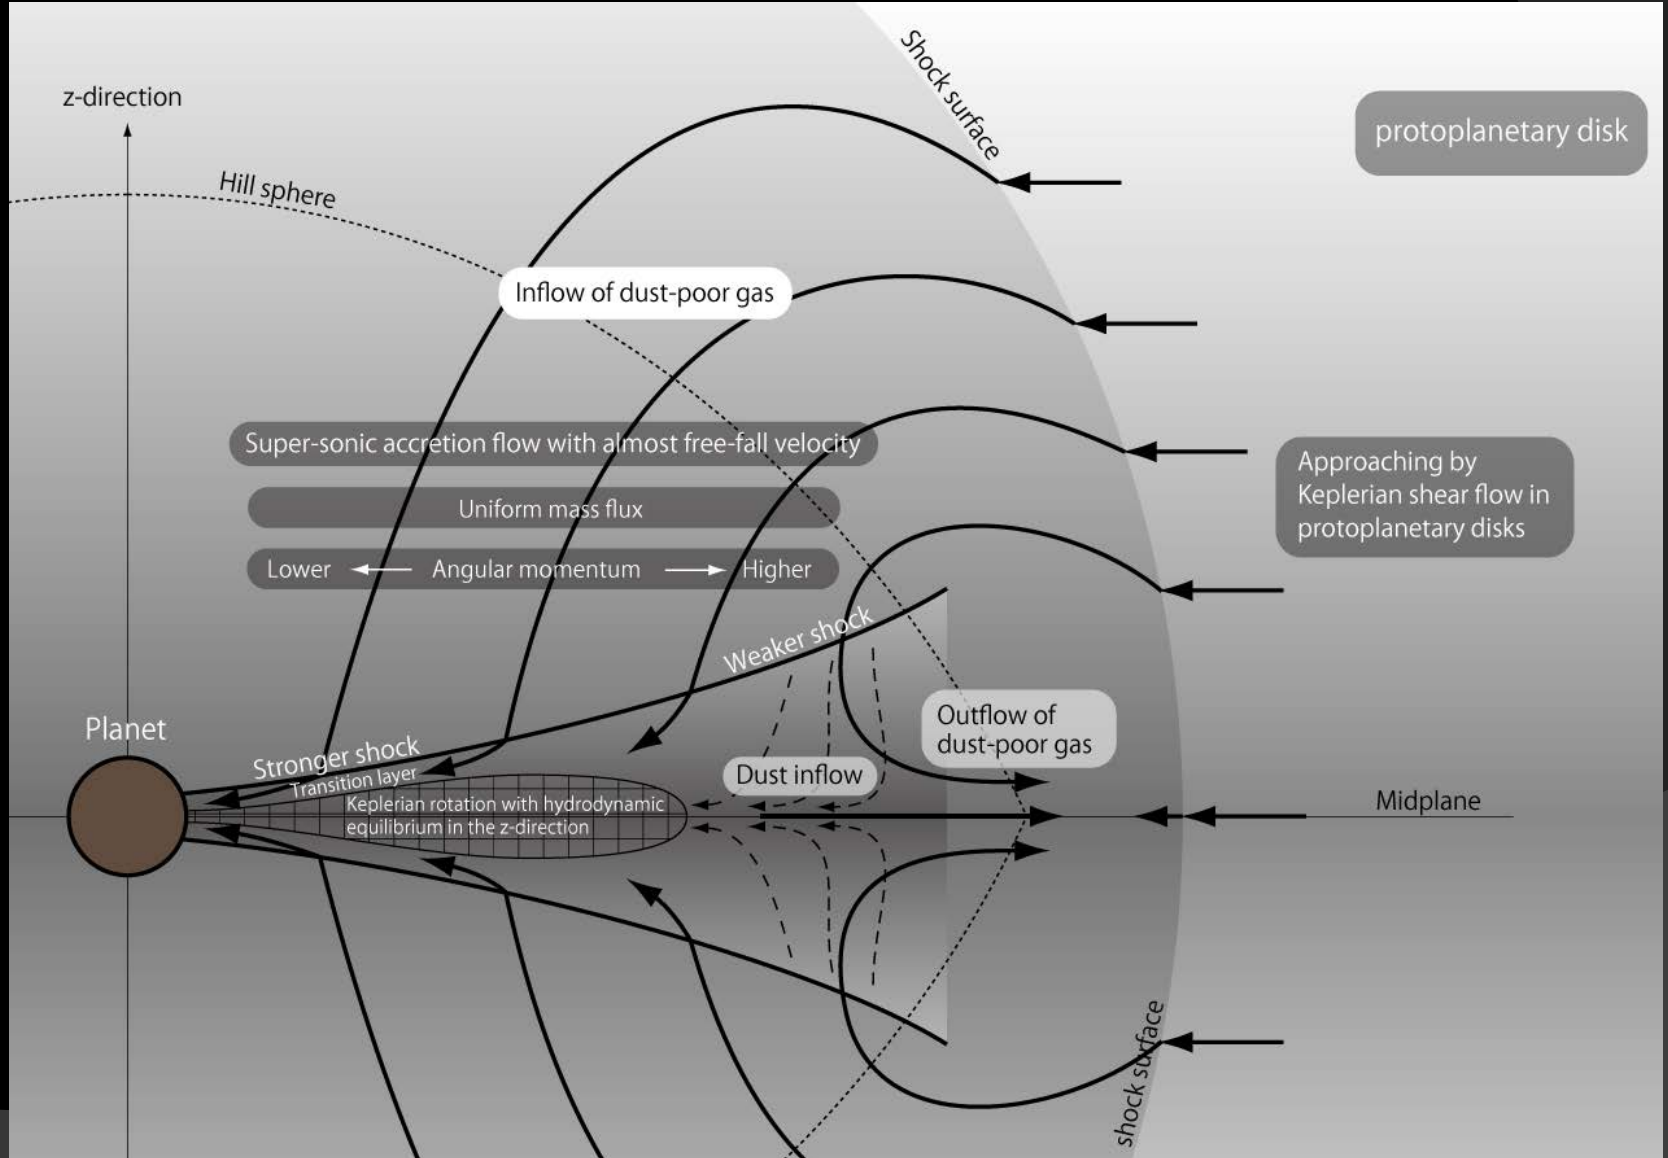 Shock surface
z-direction
protoplanetary disk
Hill sphere
Inflow of dust-poor gas
Super-sonic accretion flow with almost free-fall velocity
Approaching by
Keplerian shear flow in
protoplanetary disks
Uniform mass flux
Lower Angular momentum Higher
Weaker shock
Planet
Outflow of
dust-poor gas
Stronger shock
Transition layer
Dust inflow
Keplerian rotation with hydrodynamic
equilibrium in the z-direction
Midplane
shock surface